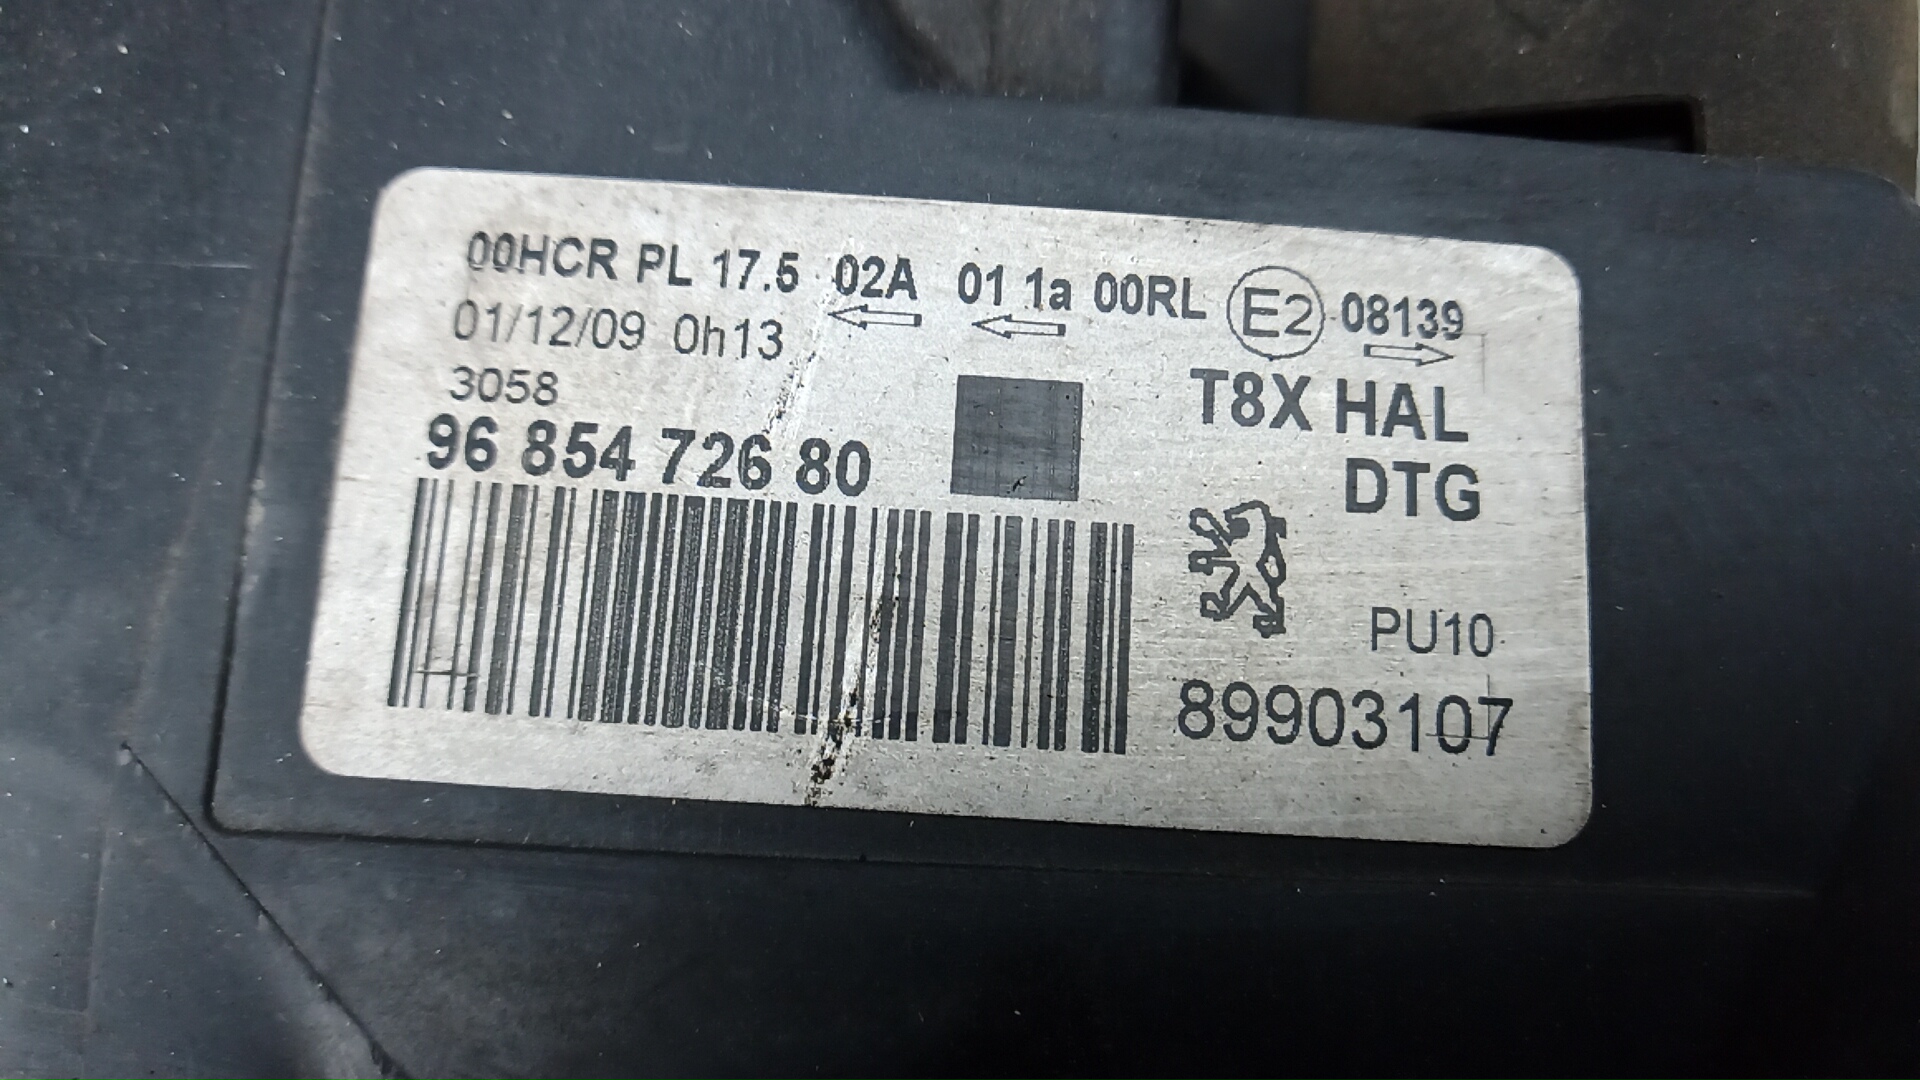 00HCR PL 17.5 02A 01 1a 00RL E2 08139
01/12/09 0h13
3058
T8X HAL
96 854 726 80
DTG
PU10
89903107